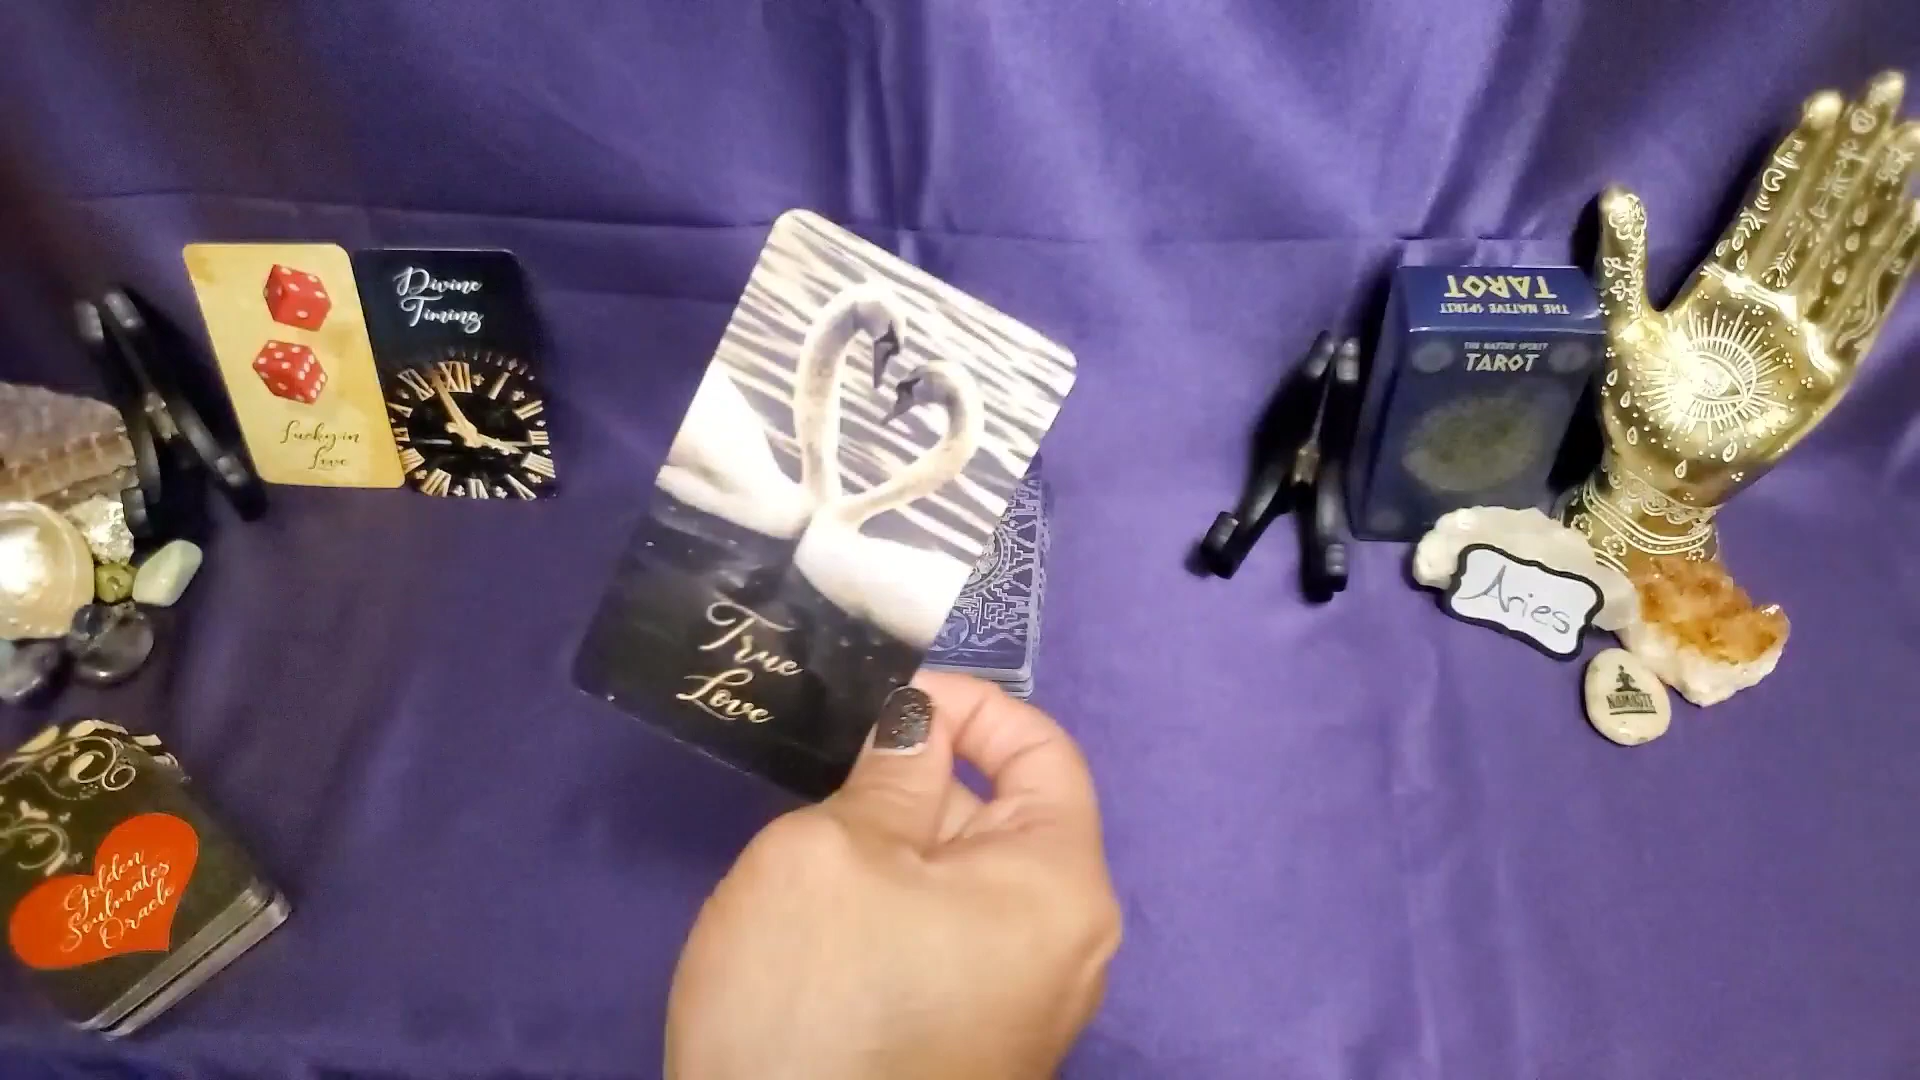 Divine
Timing
Lucky in
Love
True
Love
THE NATIVE SPIRIT
TAROT
THE NATIVE SPIRIT
TAROT
Aries
NAMASTE
Golden
Soulmates
Oracle